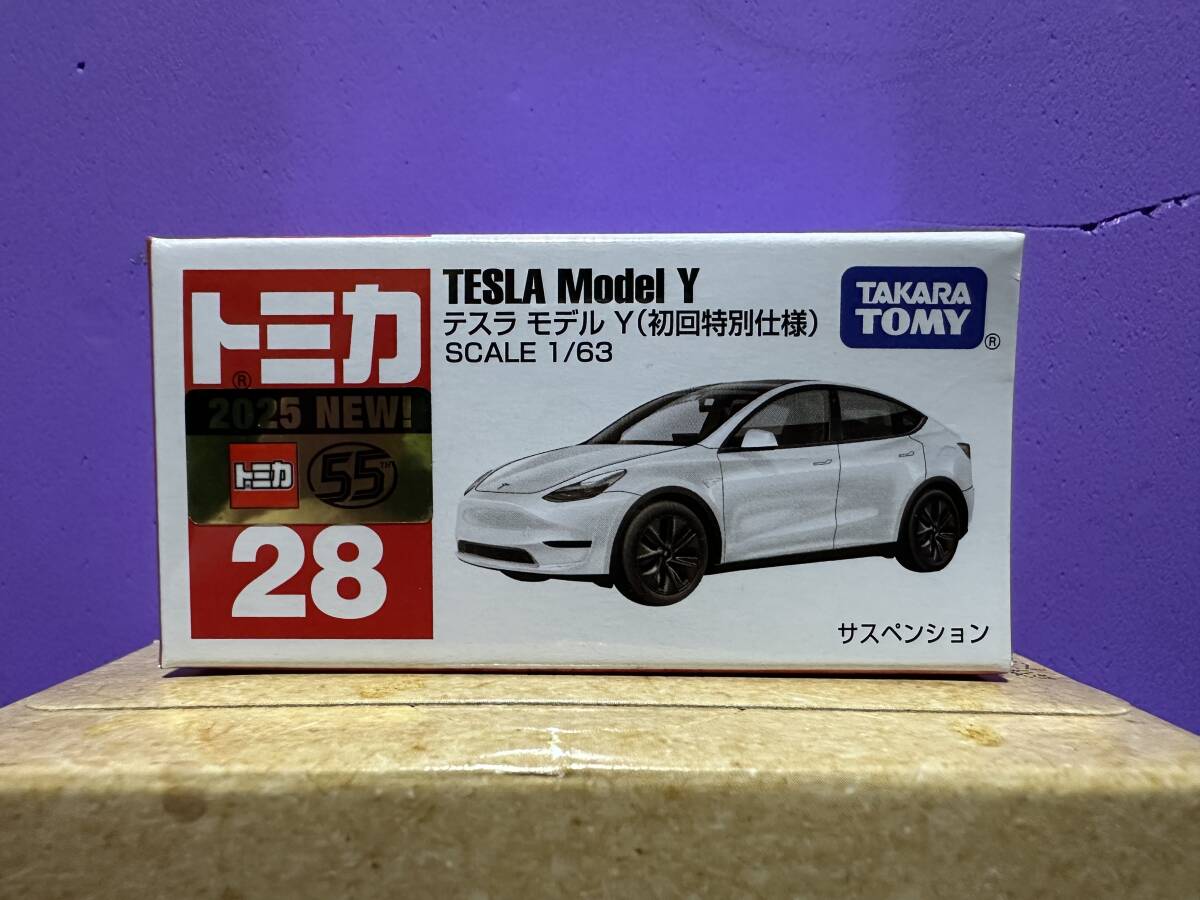 トミカ
®
2025 NEW!
トミカ
55TH
28
TESLA Model Y
テスラ モデル Y(初回特別仕様)
SCALE 1/63
TAKARA
TOMY
®
サスペンション